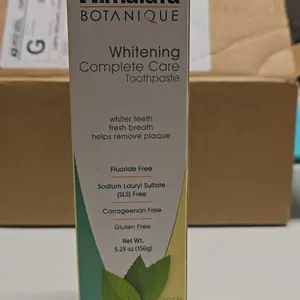 Himalaya
BOTANIQUE
Whitening
Complete Care
Toothpaste
whiter teeth
fresh breath
helps remove plaque
Fluoride Free
Sodium Lauryl Sulfate
(SLS) Free
Carrageenan Free
Gluten Free
Net Wt.
5.29 oz (150g)
G